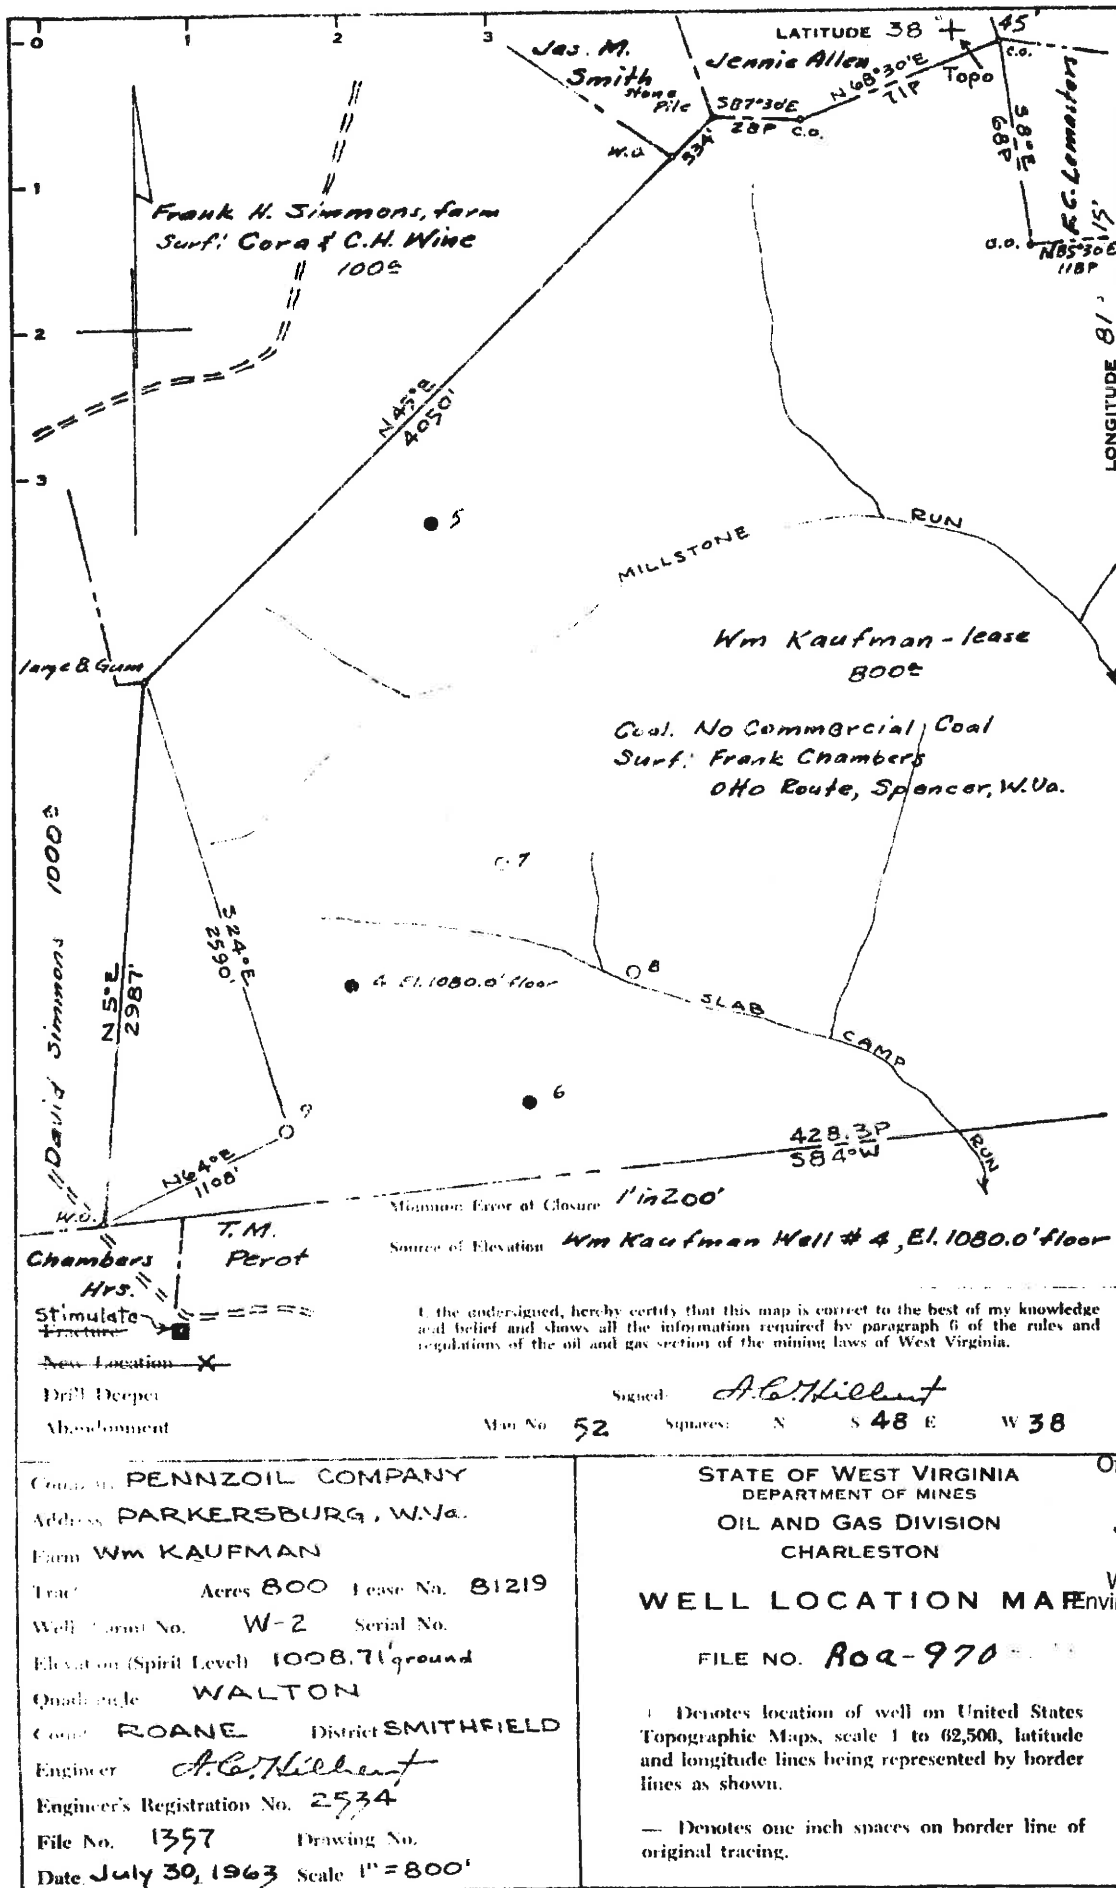 0
1
2
3
1
2
3
LATITUDE 38°
45'
Jas. M.
Smith
Jennie Allen
Stone
Pile
S87°30'E
28P
C.O.
N68°30'E
71P
Topo
C.O.
S8°E
68P
F.C. Lemasters
C.O.
N85°30'E
118P
15'
LONGITUDE 81°
W.O.
534'
Frank H. Simmons, farm
Surf: Cora & C.H. Wine
100±
N45°E
4050'
5
MILLSTONE
RUN
large B. Gum
Wm Kaufman - lease
800±
Coal. No Commercial Coal
Surf: Frank Chambers
Otto Route, Spencer, W.Va.
David Simmons 1000±
N 5°E
2987'
S24°E
2590'
7
8
4 El. 1080.0' floor
SLAB
CAMP
RUN
6
9
N64°E
1108'
428.3P
S84°W
W.O.
T.M.
Perot
Chambers
Hrs.
Minimum Error of Closure 1' in 200'
Source of Elevation Wm Kaufman Well # 4, El. 1080.0' floor
I, the undersigned, hereby certify that this map is correct to the best of my knowledge
and belief and shows all the information required by paragraph 6 of the rules and
regulations of the oil and gas section of the mining laws of West Virginia.
Stimulate
Fracture
New Location X
Drill Deeper
Abandonment
Signed: A.C. Hilbert
Map No. 52 Squares: N S 48 E W 38
Company PENNZOIL COMPANY
Address PARKERSBURG, W.Va.
Farm Wm KAUFMAN
Tract Acres 800 Lease No. 81219
Well (Farm) No. W-2 Serial No.
Elevation (Spirit Level) 1008.71' ground
Quadrangle WALTON
County ROANE District SMITHFIELD
Engineer A.C. Hilbert
Engineer's Registration No. 2534
File No. 1357 Drawing No.
Date July 30, 1963 Scale 1" = 800'
STATE OF WEST VIRGINIA
DEPARTMENT OF MINES
OIL AND GAS DIVISION
CHARLESTON
WELL LOCATION MAP
FILE NO. Roa-970
+ Denotes location of well on United States
Topographic Maps, scale 1 to 62,500, latitude
and longitude lines being represented by border
lines as shown.
— Denotes one inch spaces on border line of
original tracing.